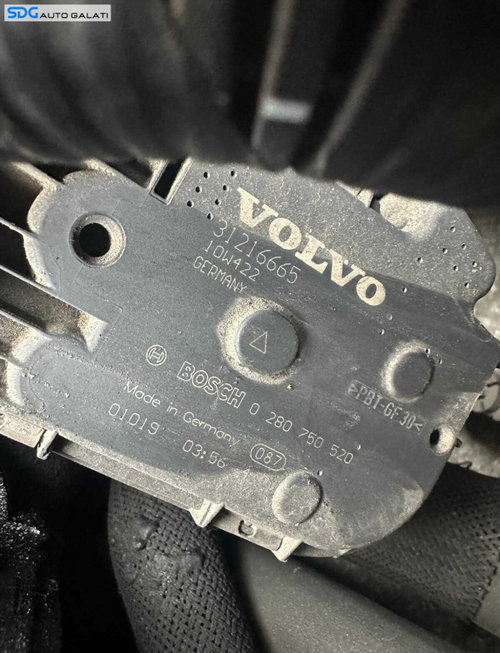 SDG AUTO GALATI
VOLVO
31216665
10W422
GERMANY
BOSCH 0 280 750 520
Made in Germany 087
01019 03:56
>PBT-GF30<